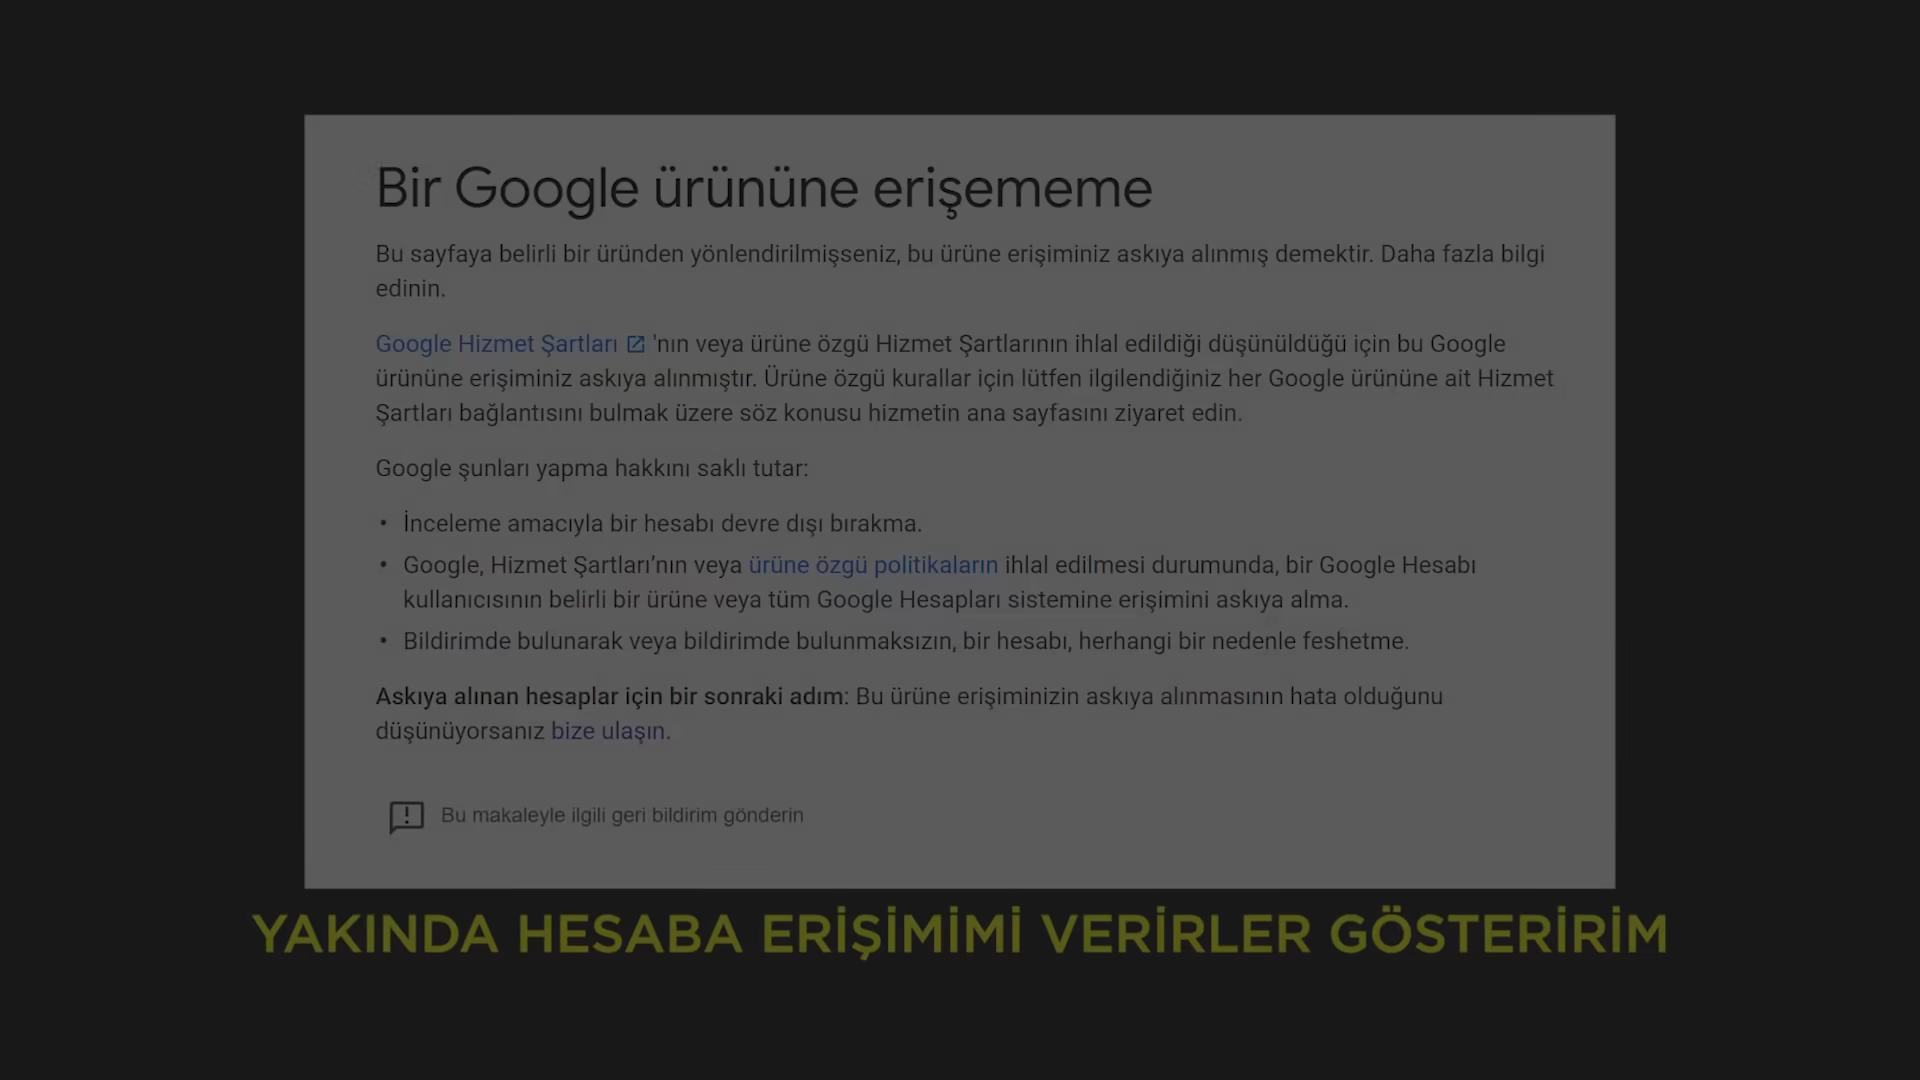 Bir Google ürününe erişememe
Bu sayfaya belirli bir üründen yönlendirilmişseniz, bu ürüne erişiminiz askıya alınmış demektir. Daha fazla bilgi
edinin.
Google Hizmet Şartları 'nın veya ürüne özgü Hizmet Şartlarının ihlal edildiği düşünüldüğü için bu Google
ürününe erişiminiz askıya alınmıştır. Ürüne özgü kurallar için lütfen ilgilendiğiniz her Google ürününe ait Hizmet
Şartları bağlantısını bulmak üzere söz konusu hizmetin ana sayfasını ziyaret edin.
Google şunları yapma hakkını saklı tutar:
• İnceleme amacıyla bir hesabı devre dışı bırakma.
• Google, Hizmet Şartları’nın veya ürüne özgü politikaların ihlal edilmesi durumunda, bir Google Hesabı
kullanıcısının belirli bir ürüne veya tüm Google Hesapları sistemine erişimini askıya alma.
• Bildirimde bulunarak veya bildirimde bulunmaksızın, bir hesabı, herhangi bir nedenle feshetme.
Askıya alınan hesaplar için bir sonraki adım: Bu ürüne erişiminizin askıya alınmasının hata olduğunu
düşünüyorsanız bize ulaşın.
Bu makaleyle ilgili geri bildirim gönderin
YAKINDA HESABA ERİŞİMİMİ VERİRLER GÖSTERİRİM